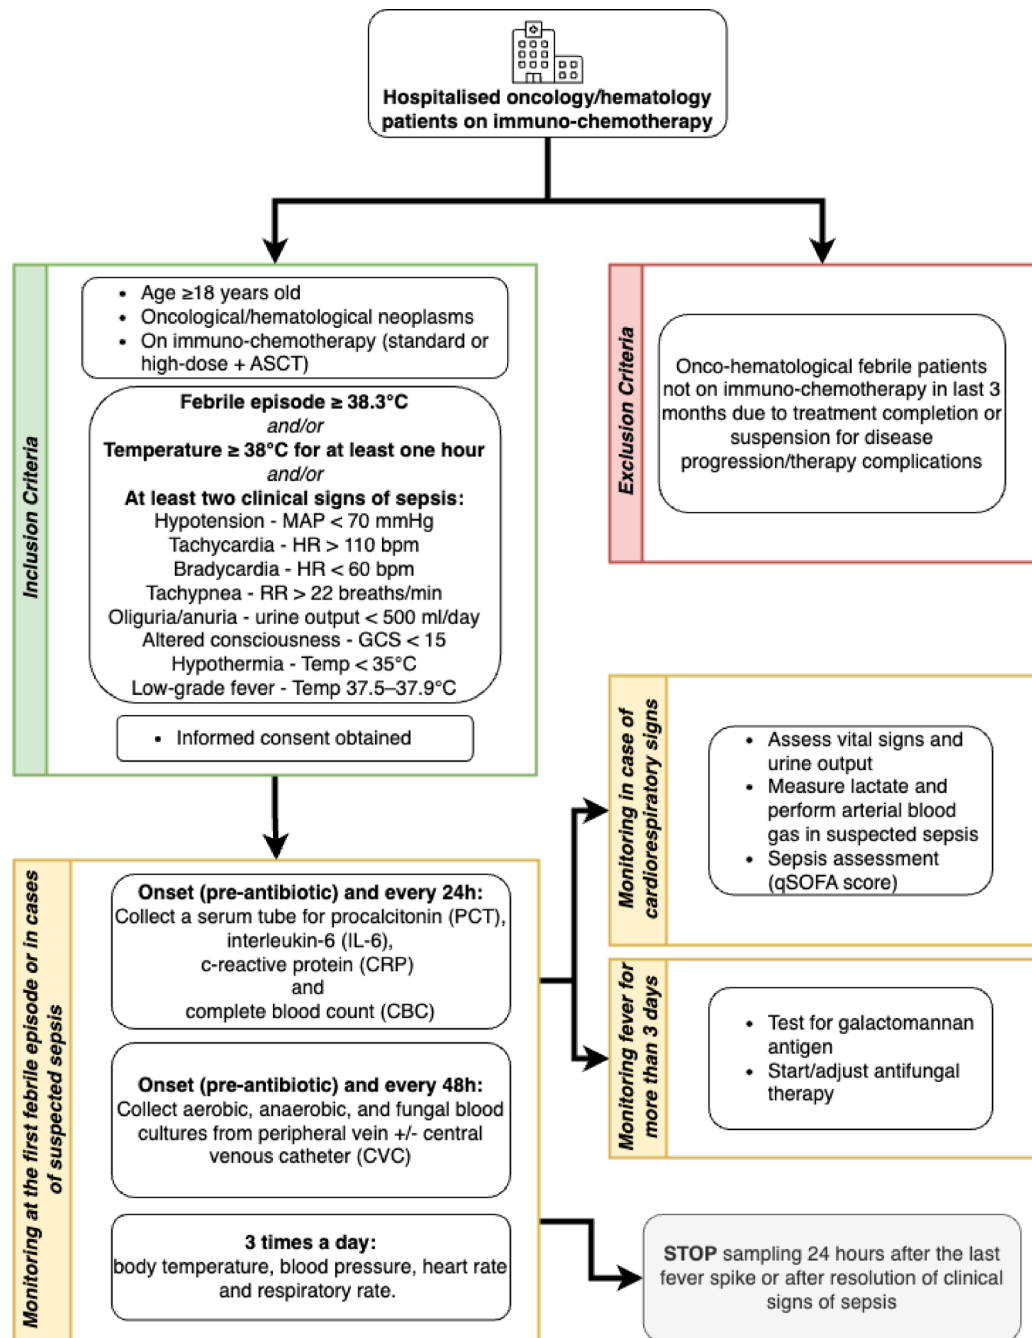 Hospitalised oncology/hematology
patients on immuno-chemotherapy
Inclusion Criteria
• Age ≥18 years old
• Oncological/hematological neoplasms
• On immuno-chemotherapy (standard or
high-dose + ASCT)
Febrile episode ≥ 38.3°C
and/or
Temperature ≥ 38°C for at least one hour
and/or
At least two clinical signs of sepsis:
Hypotension - MAP < 70 mmHg
Tachycardia - HR > 110 bpm
Bradycardia - HR < 60 bpm
Tachypnea - RR > 22 breaths/min
Oliguria/anuria - urine output < 500 ml/day
Altered consciousness - GCS < 15
Hypothermia - Temp < 35°C
Low-grade fever - Temp 37.5–37.9°C
• Informed consent obtained
Exclusion Criteria
Onco-hematological febrile patients
not on immuno-chemotherapy in last 3
months due to treatment completion or
suspension for disease
progression/therapy complications
Monitoring at the first febrile episode or in cases
of suspected sepsis
Onset (pre-antibiotic) and every 24h:
Collect a serum tube for procalcitonin (PCT),
interleukin-6 (IL-6),
c-reactive protein (CRP)
and
complete blood count (CBC)
Onset (pre-antibiotic) and every 48h:
Collect aerobic, anaerobic, and fungal blood
cultures from peripheral vein +/- central
venous catheter (CVC)
3 times a day:
body temperature, blood pressure, heart rate
and respiratory rate.
Monitoring in case of
cardiorespiratory signs
• Assess vital signs and
urine output
• Measure lactate and
perform arterial blood
gas in suspected sepsis
• Sepsis assessment
(qSOFA score)
Monitoring fever for
more than 3 days
• Test for galactomannan
antigen
• Start/adjust antifungal
therapy
STOP sampling 24 hours after the last
fever spike or after resolution of clinical
signs of sepsis